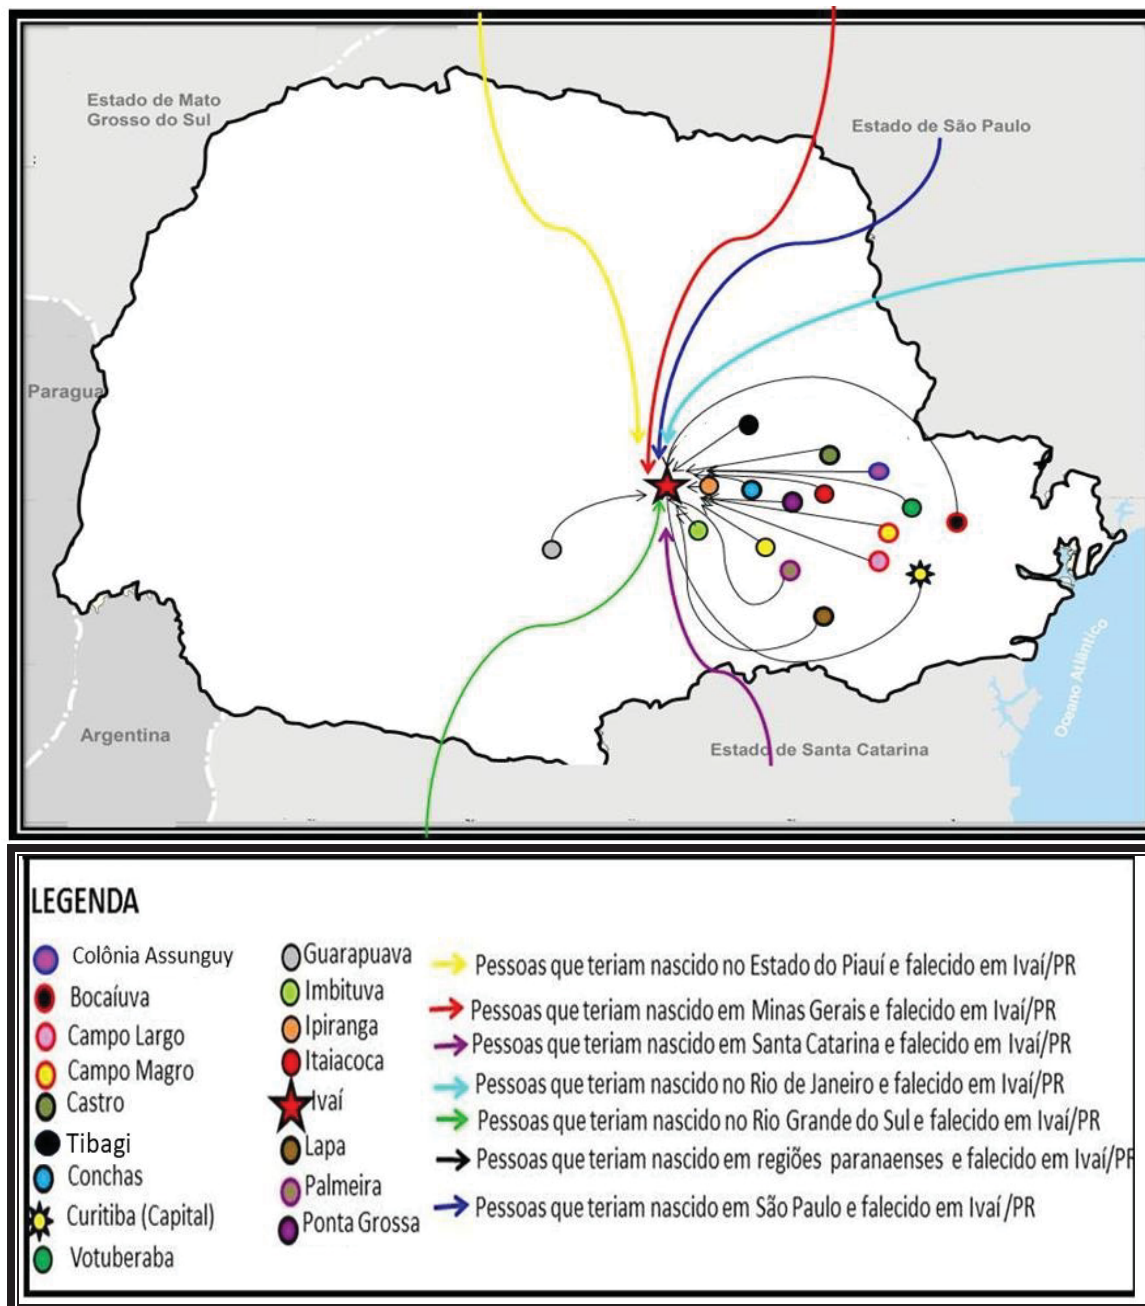 Estado de Mato
Grosso do Sul
Estado de São Paulo
Paragua
Argentina
Estado de Santa Catarina
Oceano Atlântico
LEGENDA
Colônia Assunguy
Bocaíuva
Campo Largo
Campo Magro
Castro
Tibagi
Conchas
Curitiba (Capital)
Votuberaba
Guarapuava
Imbituva
Ipiranga
Itaiacoca
Ivaí
Lapa
Palmeira
Ponta Grossa
Pessoas que teriam nascido no Estado do Piauí e falecido em Ivaí/PR
Pessoas que teriam nascido em Minas Gerais e falecido em Ivaí/PR
Pessoas que teriam nascido em Santa Catarina e falecido em Ivaí/PR
Pessoas que teriam nascido no Rio de Janeiro e falecido em Ivaí/PR
Pessoas que teriam nascido no Rio Grande do Sul e falecido em Ivaí/PR
Pessoas que teriam nascido em regiões paranaenses e falecido em Ivaí/PR
Pessoas que teriam nascido em São Paulo e falecido em Ivaí/PR